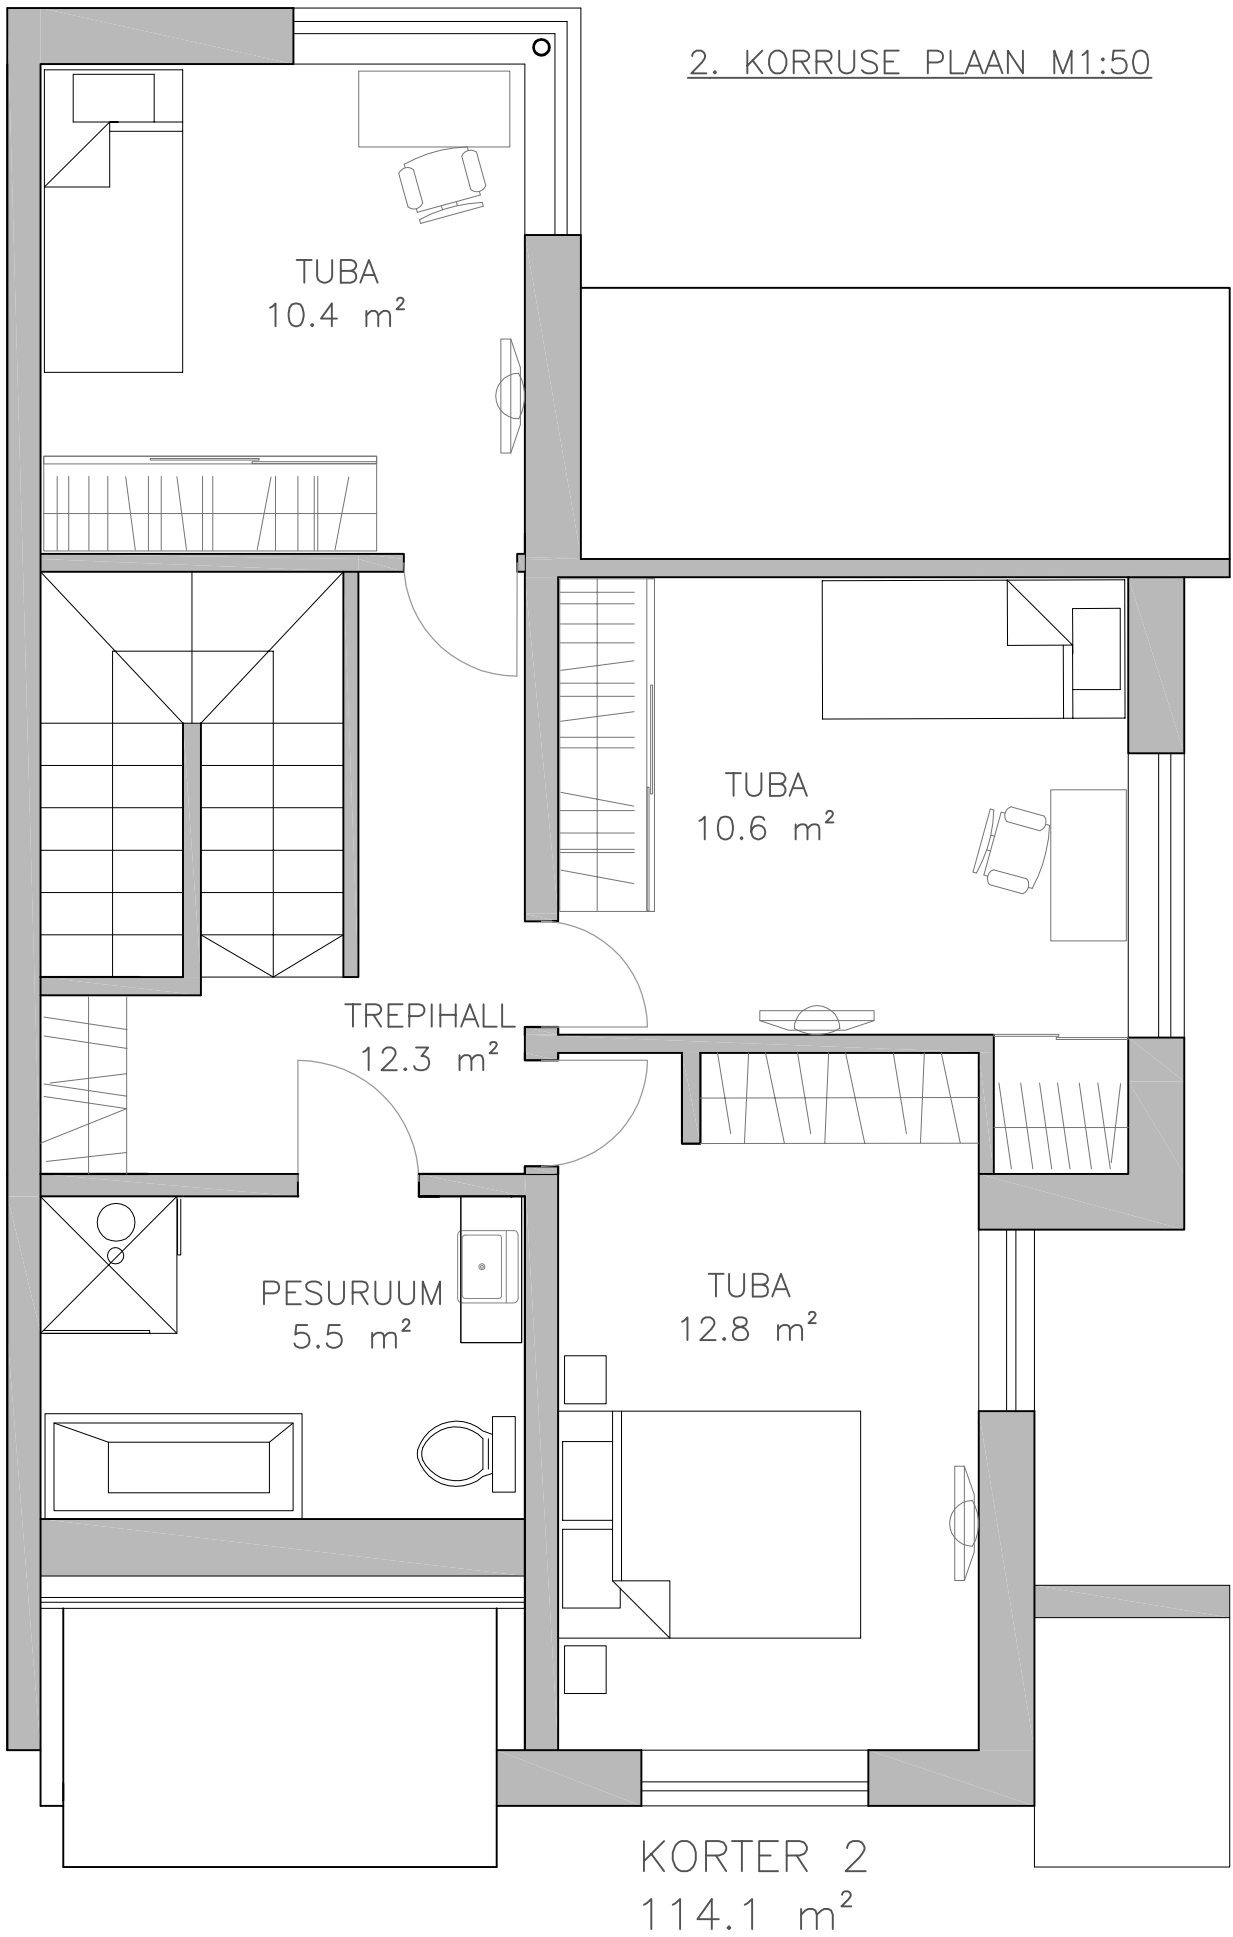 2. KORRUSE PLAAN M1:50
TUBA
10.4 m²
TUBA
10.6 m²
TREPIHALL
12.3 m²
PESURUUM
5.5 m²
TUBA
12.8 m²
KORTER 2
114.1 m²